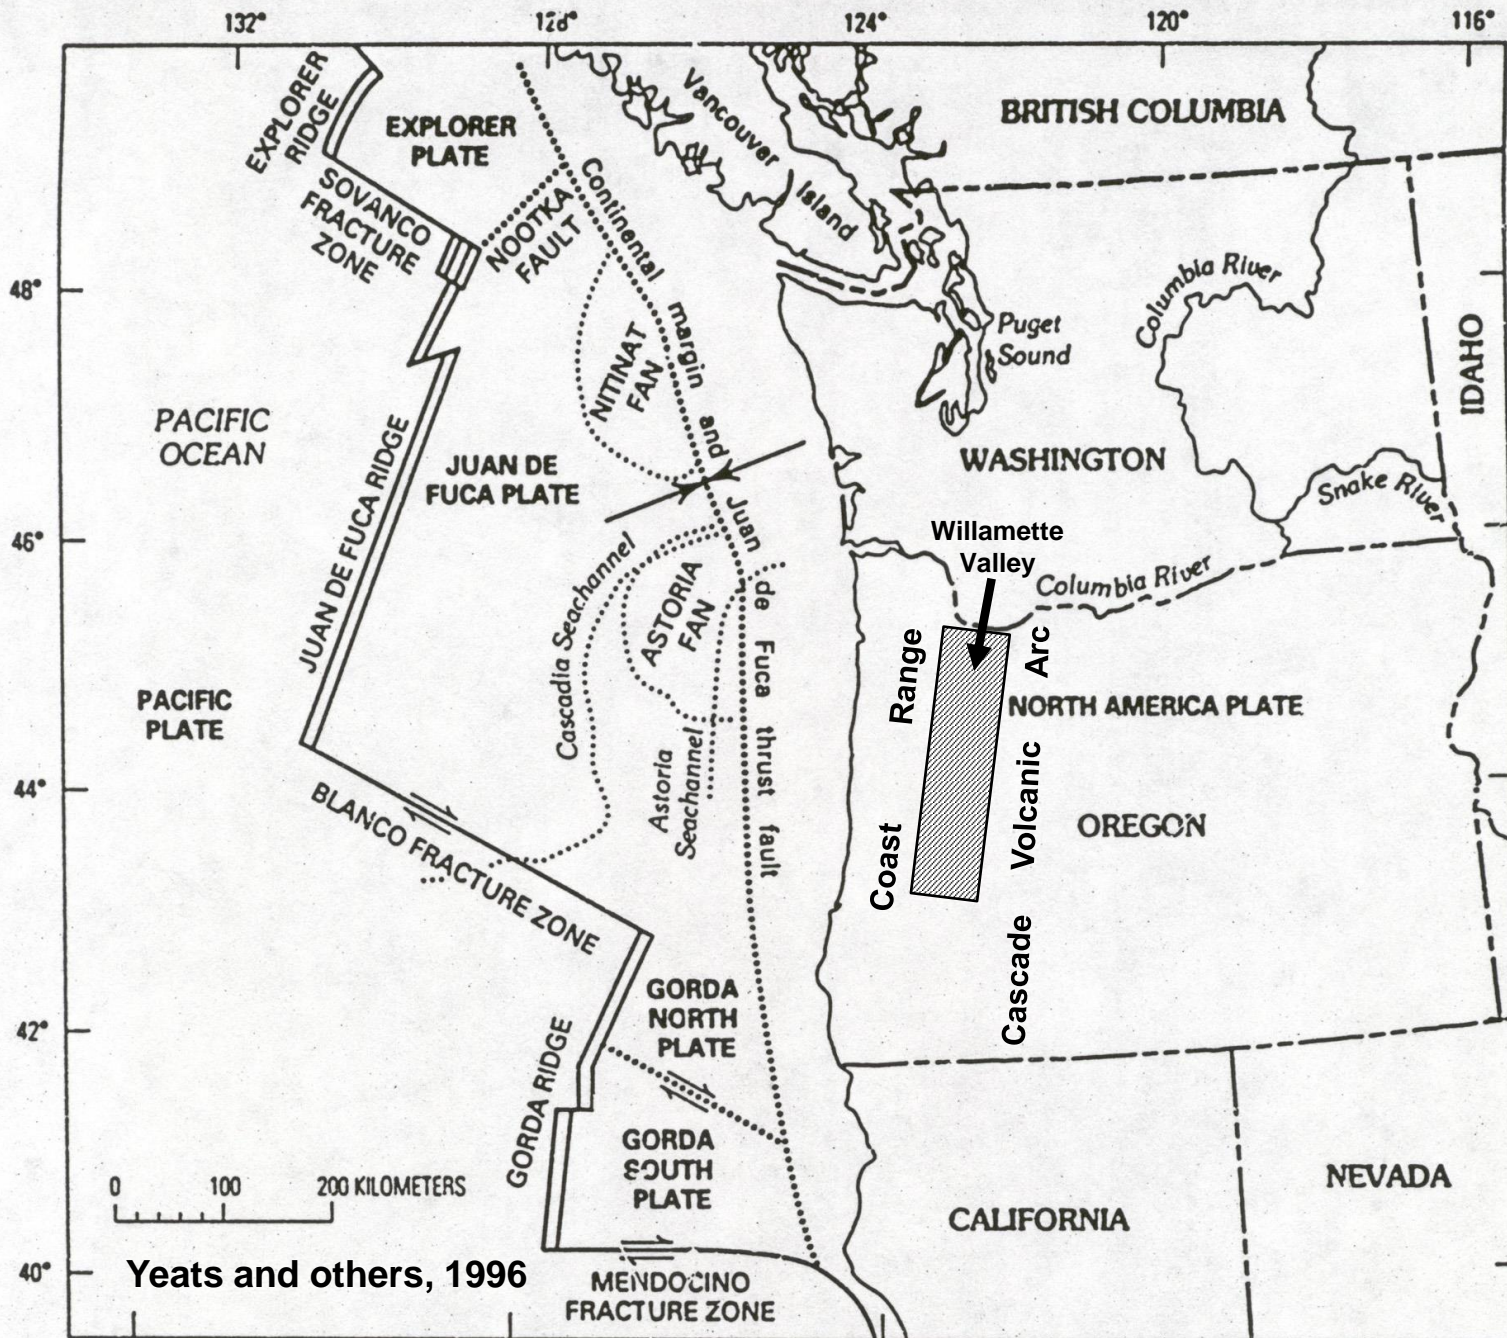 132°
128°
124°
120°
116°
EXPLORER
RIDGE
EXPLORER
PLATE
Vancouver
Island
BRITISH COLUMBIA
SOVANCO
FRACTURE
ZONE
NOOTKA
FAULT
Continental margin and Juan de Fuca thrust fault
48°
Columbia River
Puget
Sound
IDAHO
NITINAT
FAN
PACIFIC
OCEAN
JUAN DE FUCA RIDGE
JUAN DE
FUCA PLATE
WASHINGTON
Snake River
46°
Willamette
Valley
Columbia River
Cascadia Seachannel
ASTORIA
FAN
Coast Range
Cascade Volcanic Arc
PACIFIC
PLATE
NORTH AMERICA PLATE
Astoria
Seachannel
44°
OREGON
BLANCO FRACTURE ZONE
GORDA
NORTH
PLATE
42°
GORDA RIDGE
GORDA
SOUTH
PLATE
0 100 200 KILOMETERS
NEVADA
CALIFORNIA
40°
Yeats and others, 1996
MENDOCINO
FRACTURE ZONE